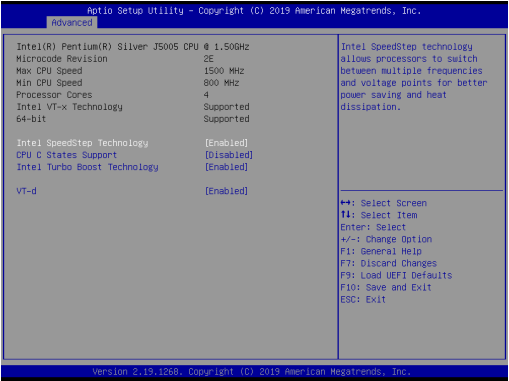 Aptio Setup Utility – Copyright (C) 2019 American Megatrends, Inc.
Advanced
Intel(R) Pentium(R) Silver J5005 CPU @ 1.50GHz
Microcode Revision 2E
Max CPU Speed 1500 MHz
Min CPU Speed 800 MHz
Processor Cores 4
Intel VT-x Technology Supported
64-bit Supported
Intel SpeedStep Technology [Enabled]
CPU C States Support [Disabled]
Intel Turbo Boost Technology [Enabled]
VT-d [Enabled]
Intel SpeedStep technology
allows processors to switch
between multiple frequencies
and voltage points for better
power saving and heat
dissipation.
↔: Select Screen
↑↓: Select Item
Enter: Select
+/-: Change Option
F1: General Help
F7: Discard Changes
F9: Load UEFI Defaults
F10: Save and Exit
ESC: Exit
Version 2.19.1268. Copyright (C) 2019 American Megatrends, Inc.